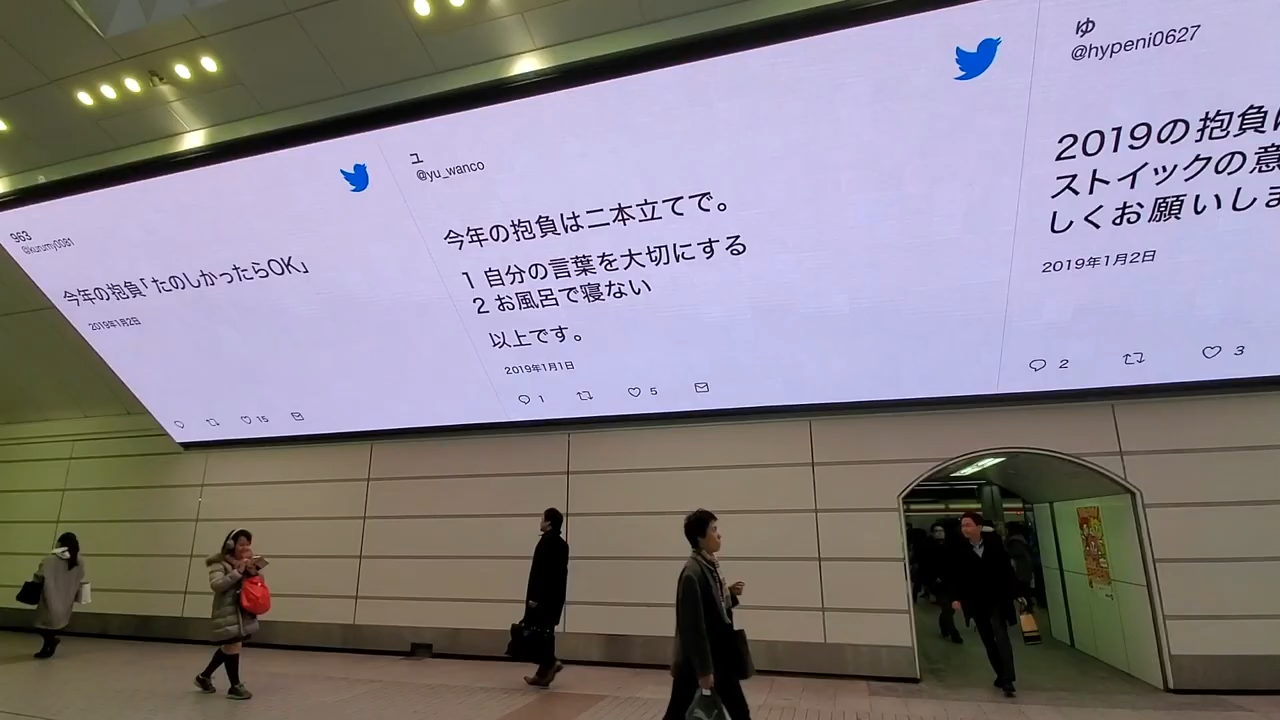 963
@kurumy0081
今年の抱負「たのしかったらOK」
2019年1月2日
15
ユ
@yu_wanco
今年の抱負は二本立てで。
1 自分の言葉を大切にする
2 お風呂で寝ない
以上です。
2019年1月1日
1
5
ゆ
@hypeni0627
2019の抱負は
ストイックの意
しくお願いしま
2019年1月2日
2
3